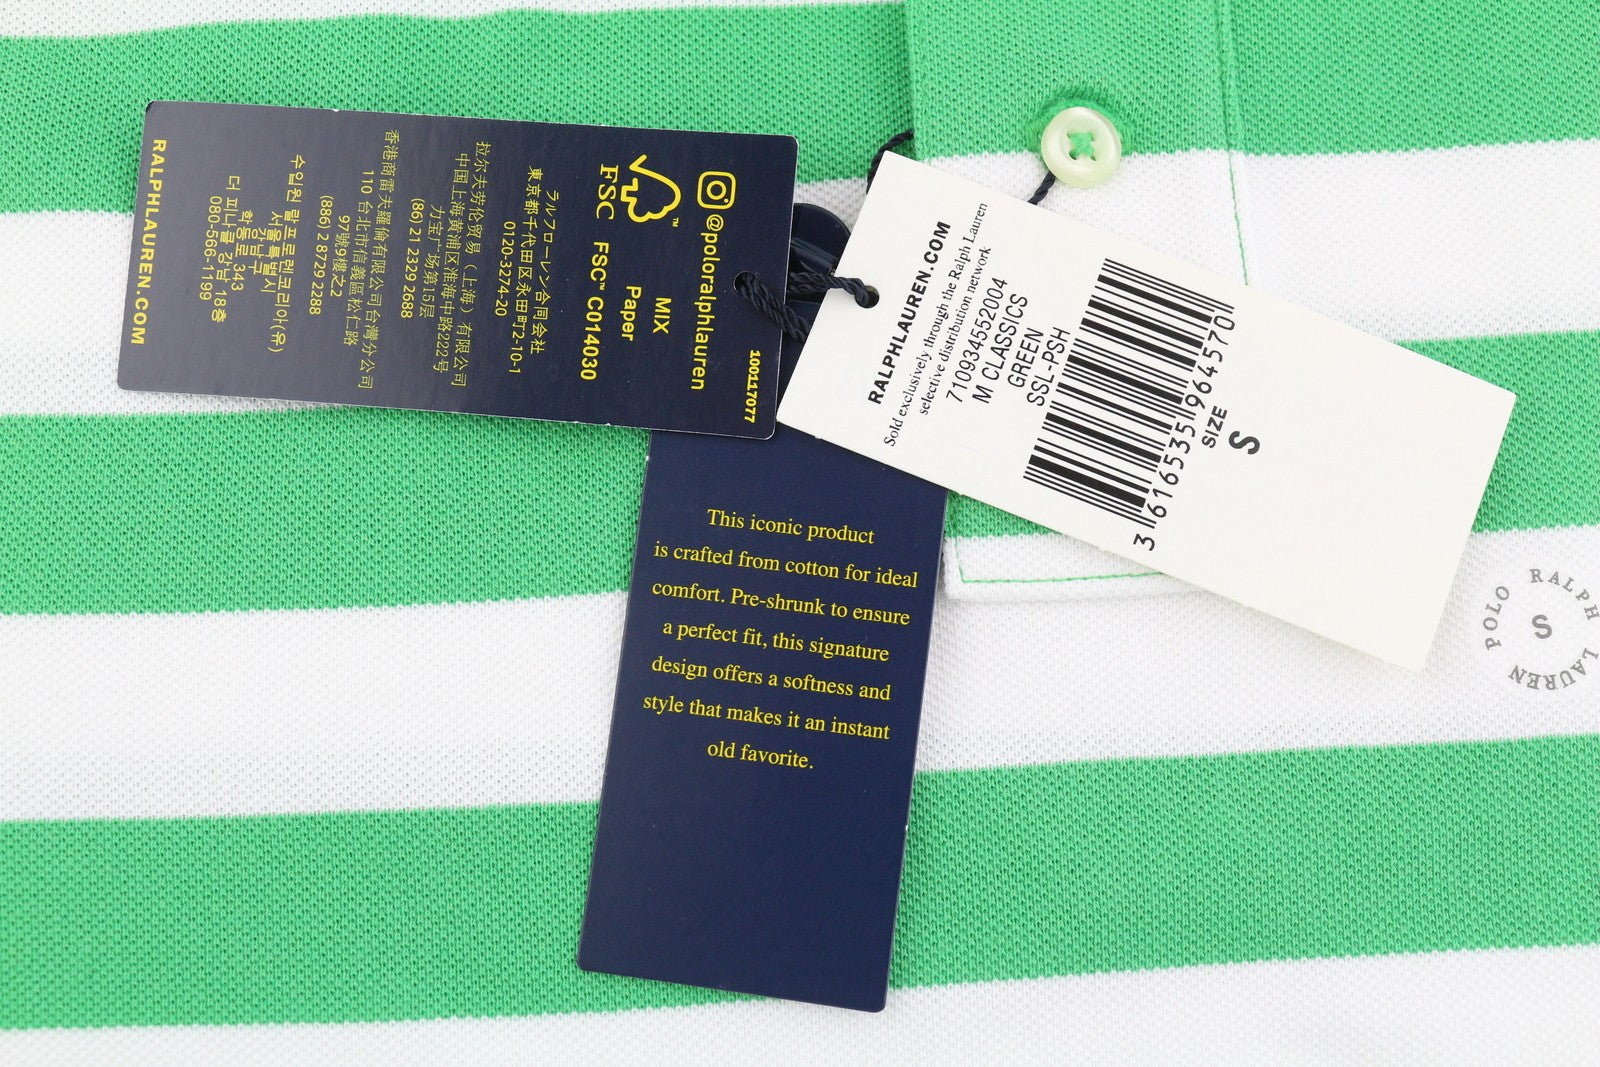 100117077
@poloralphlauren
MIX
Paper
FSC™ C014030
FSC
™
ラルフローレン合同会社
東京都千代田区永田町2-10-1
0120-3274-20
拉尔夫劳伦贸易(上海)有限公司
中国上海黄浦区淮海中路222号
力宝广场第15层
(86) 21 2329 2688
香港商雷夫羅倫有限公司台灣分公司
110 台北市信義區松仁路
97號9樓之2
(886) 2 8729 2288
수입원 랄프로렌코리아(유)
서울특별시
강남구
학동로 343
더 피나클 강남 18층
080-566-1199
RALPHLAUREN.COM
RALPHLAUREN.COM
Sold exclusively through the Ralph Lauren
selective distribution network
710934552004
M CLASSICS
GREEN
SSL-PSH
3 616535 964570
SIZE
S
This iconic product
is crafted from cotton for ideal
comfort. Pre-shrunk to ensure
a perfect fit, this signature
design offers a softness and
style that makes it an instant
old favorite.
POLO RALPH LAUREN
S